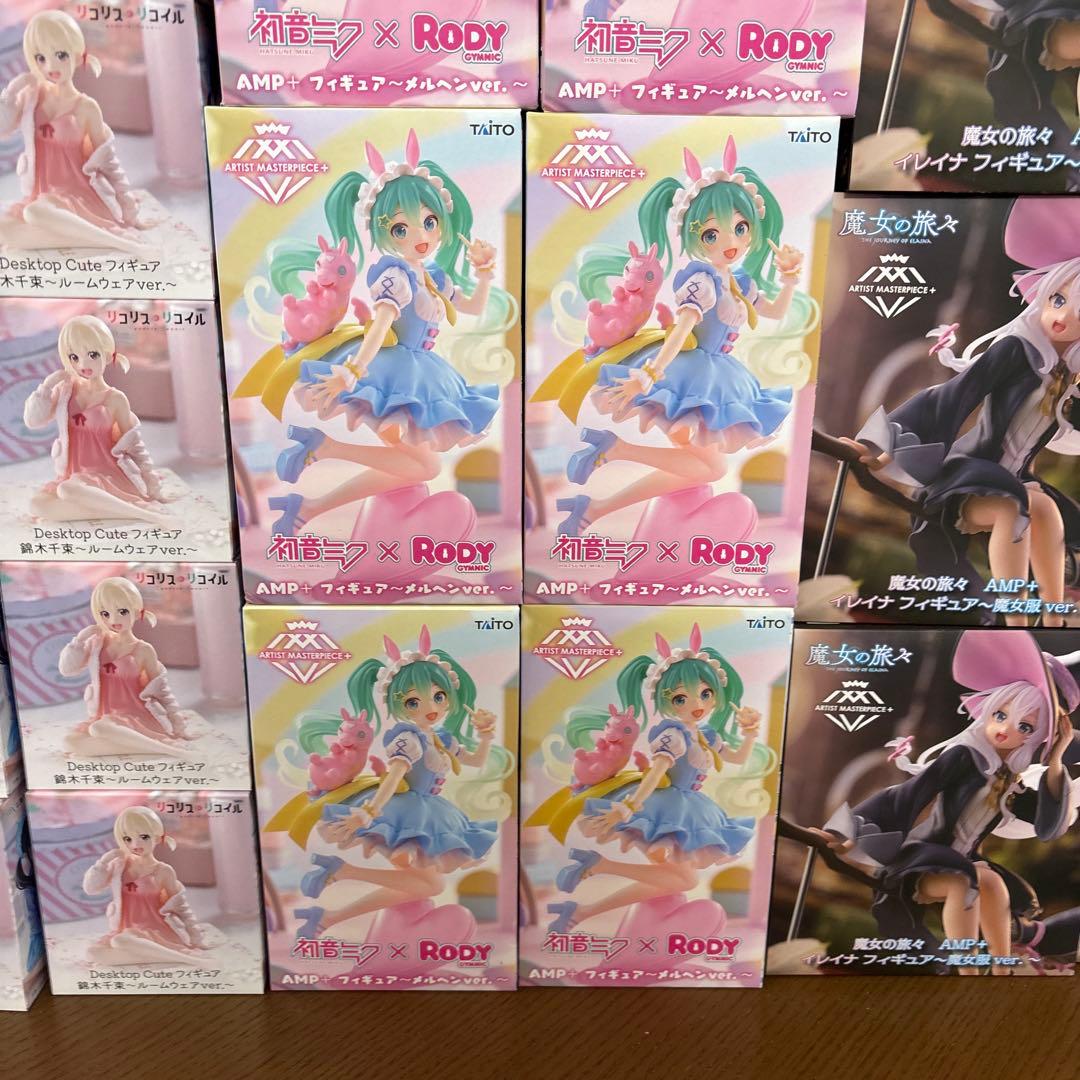 リコリス リコイル
Desktop Cute フィギュア
木千束～ルームウェアver.～
リコリス リコイル
Desktop Cute フィギュア
錦木千束～ルームウェアver.～
リコリス リコイル
Desktop Cute フィギュア
錦木千束～ルームウェアver.～
リコリス リコイル
Desktop Cute フィギュア
錦木千束～ルームウェアver.～
初音ミク × RODY
HATSUNE MIKU GYMNIC
AMP+ フィギュア～メルヘンver.～
初音ミク × RODY
HATSUNE MIKU GYMNIC
AMP+ フィギュア～メルヘンver.～
TAITO
ARTIST MASTERPIECE+
初音ミク × RODY
HATSUNE MIKU GYMNIC
AMP+ フィギュア～メルヘンver.～
TAITO
ARTIST MASTERPIECE+
初音ミク × RODY
HATSUNE MIKU GYMNIC
AMP+ フィギュア～メルヘンver.～
TAITO
ARTIST MASTERPIECE+
初音ミク × RODY
HATSUNE MIKU GYMNIC
AMP+ フィギュア～メルヘンver.～
TAITO
ARTIST MASTERPIECE+
初音ミク × RODY
HATSUNE MIKU GYMNIC
AMP+ フィギュア～メルヘンver.～
魔女の旅々
イレイナ フィギュア～
魔女の旅々
THE JOURNEY OF ELAINA
ARTIST MASTERPIECE+
魔女の旅々 AMP+
イレイナ フィギュア～魔女服 ver.
魔女の旅々
THE JOURNEY OF ELAINA
ARTIST MASTERPIECE+
魔女の旅々 AMP+
イレイナ フィギュア～魔女服 ver.～